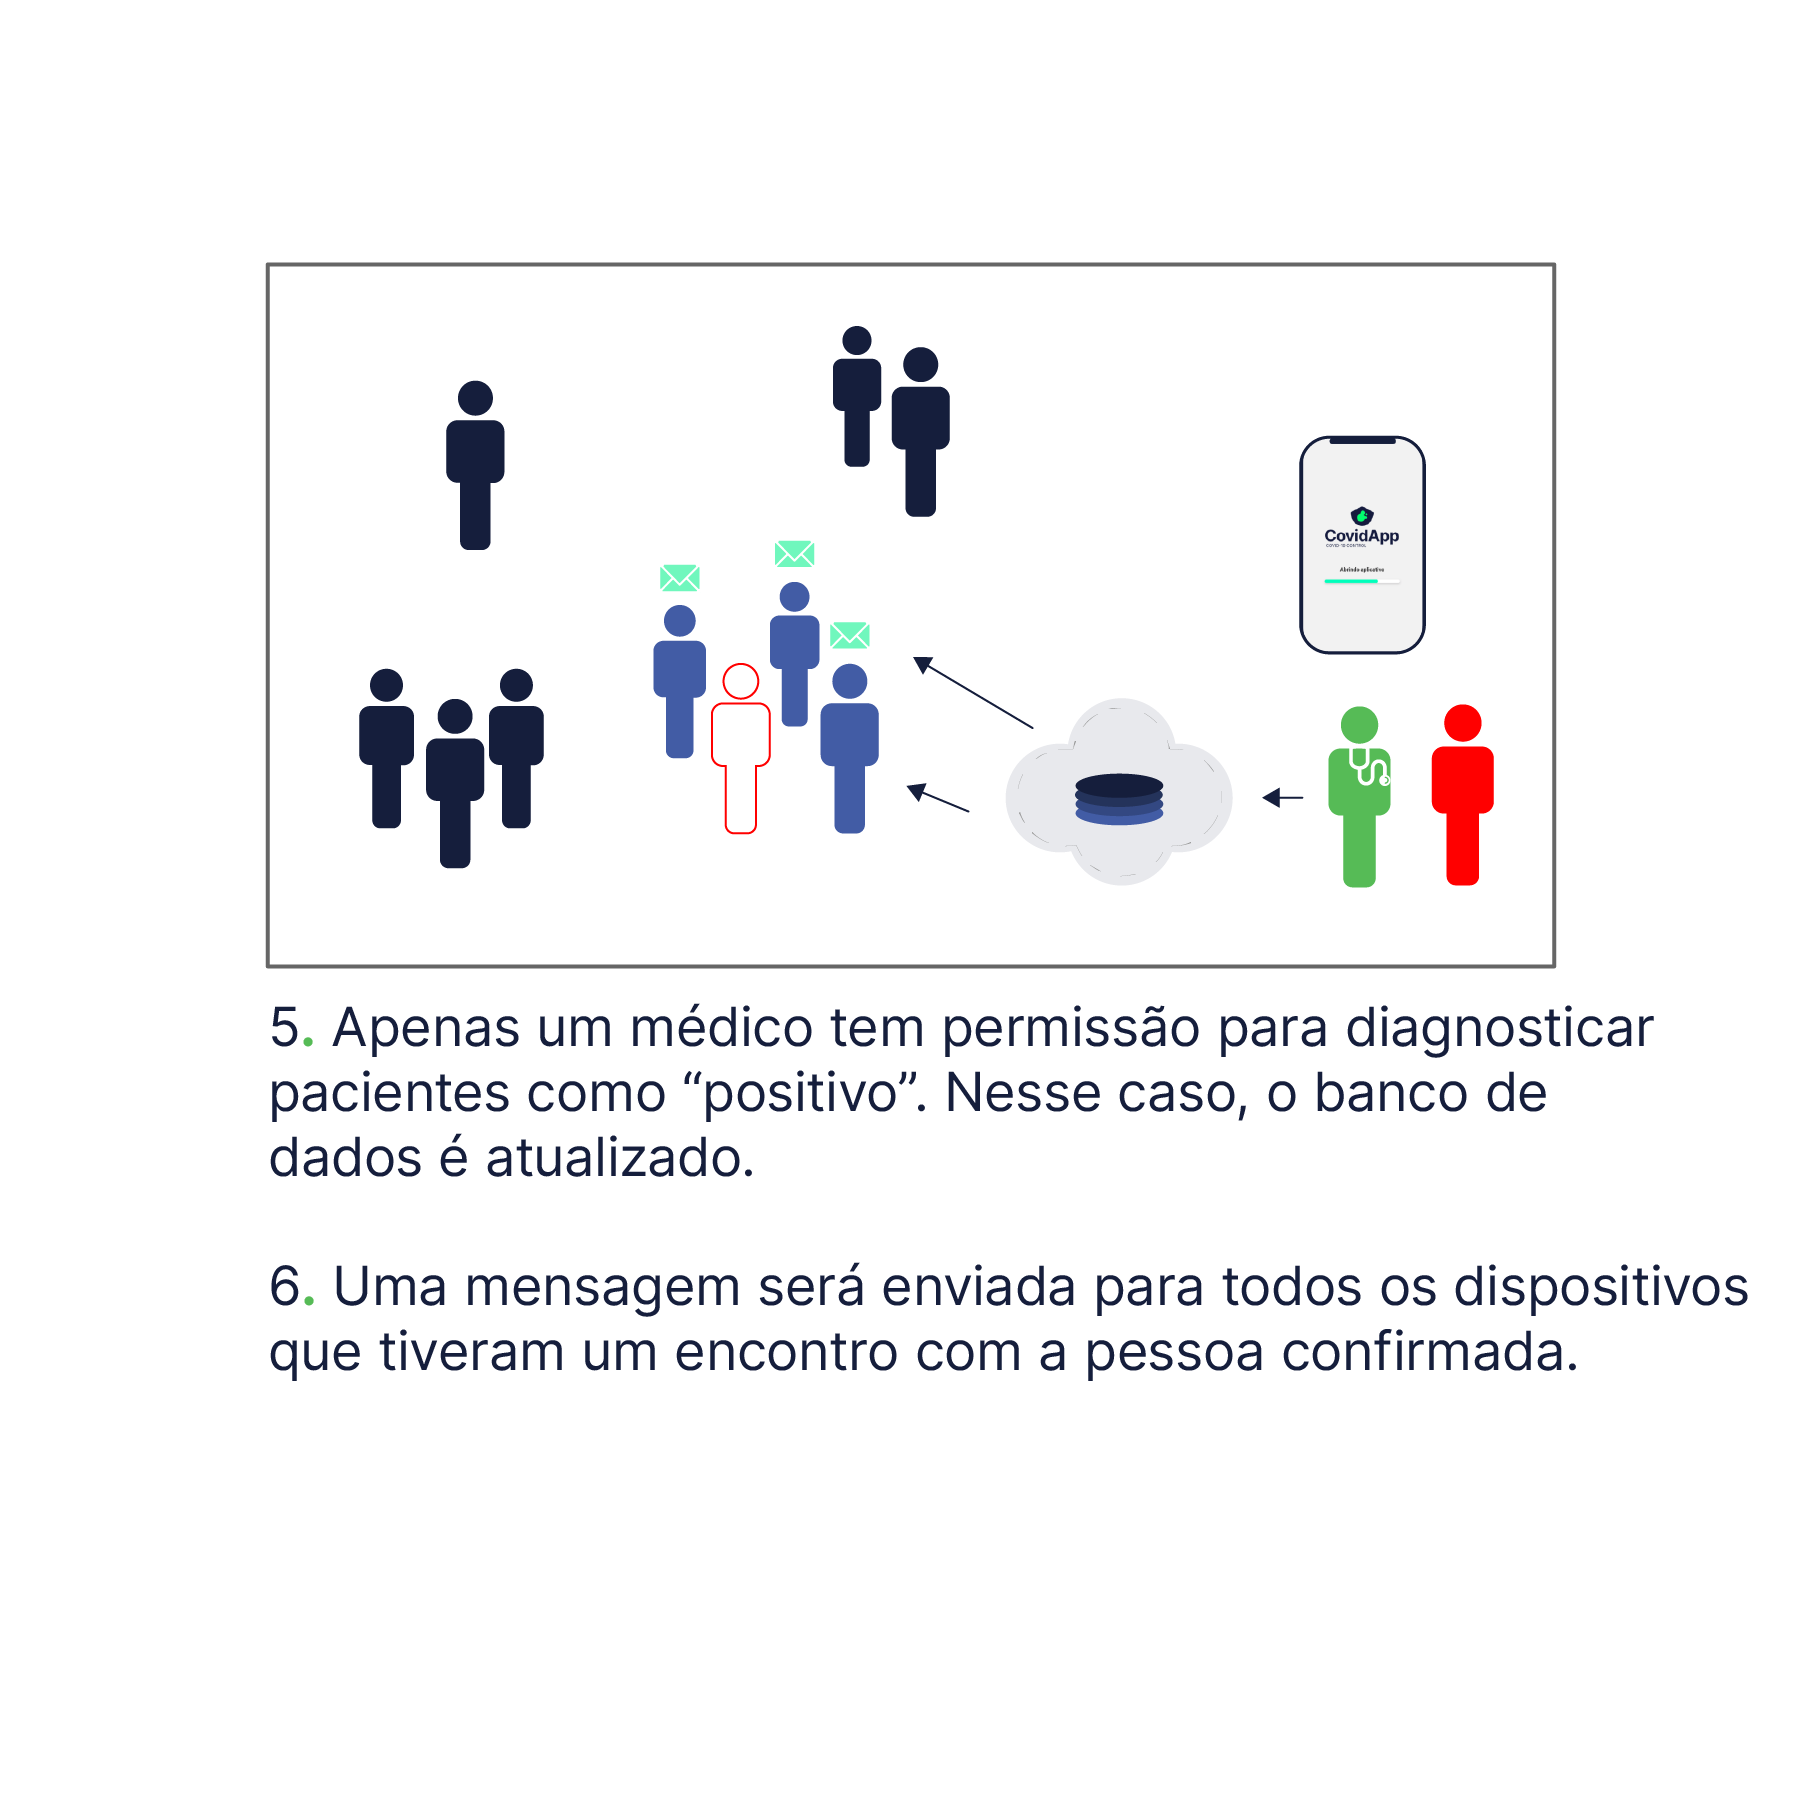 CovidApp
COVID-19 CONTROL
Abrindo aplicativo
5. Apenas um médico tem permissão para diagnosticar
pacientes como “positivo”. Nesse caso, o banco de
dados é atualizado.
6. Uma mensagem será enviada para todos os dispositivos
que tiveram um encontro com a pessoa confirmada.